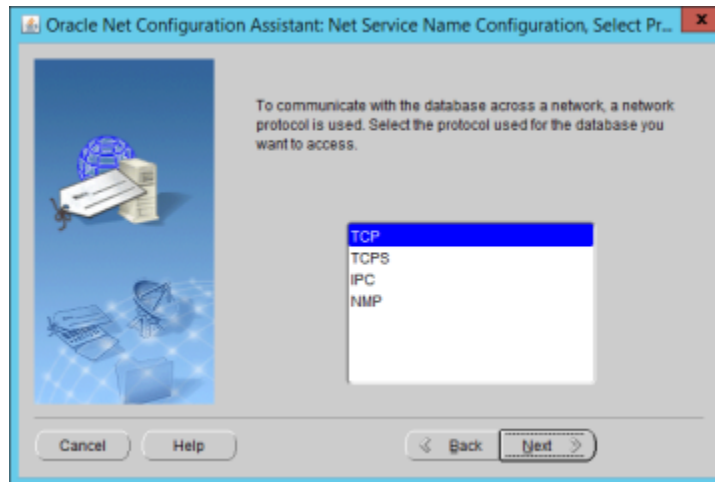 Oracle Net Configuration Assistant: Net Service Name Configuration, Select Pr...
To communicate with the database across a network, a network
protocol is used. Select the protocol used for the database you
want to access.
TCP
TCPS
IPC
NMP
Cancel
Help
Back
Next